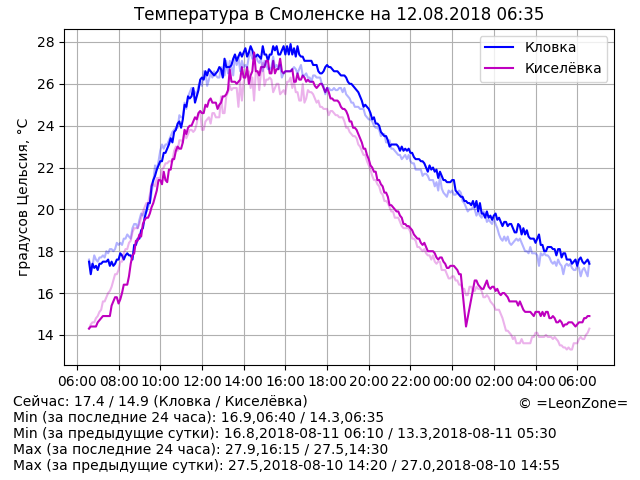 Температура в Смоленске на 12.08.2018 06:35
Кловка
Киселёвка
градусов Цельсия, °C
28
26
24
22
20
18
16
14
06:00 08:00 10:00 12:00 14:00 16:00 18:00 20:00 22:00 00:00 02:00 04:00 06:00
Сейчас: 17.4 / 14.9 (Кловка / Киселёвка)
© =LeonZone=
Min (за последние 24 часа): 16.9,06:40 / 14.3,06:35
Min (за предыдущие сутки): 16.8,2018-08-11 06:10 / 13.3,2018-08-11 05:30
Max (за последние 24 часа): 27.9,16:15 / 27.5,14:30
Max (за предыдущие сутки): 27.5,2018-08-10 14:20 / 27.0,2018-08-10 14:55